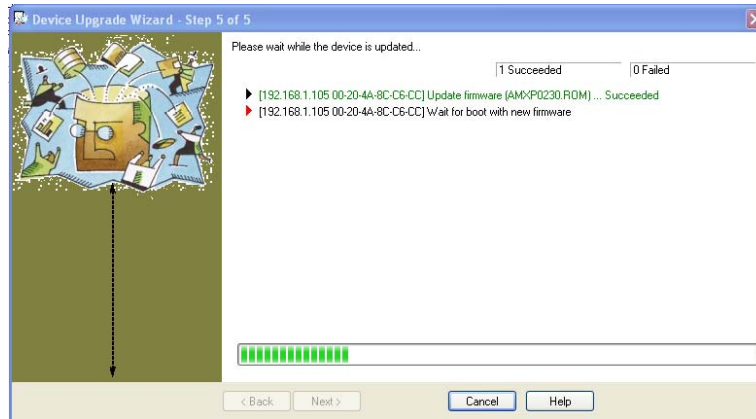 Device Upgrade Wizard - Step 5 of 5
Please wait while the device is updated...
1 Succeeded 0 Failed
[192.168.1.105 00-20-4A-8C-C6-CC] Update firmware (AMXP0230.ROM) ... Succeeded
[192.168.1.105 00-20-4A-8C-C6-CC] Wait for boot with new firmware
< Back Next > Cancel Help